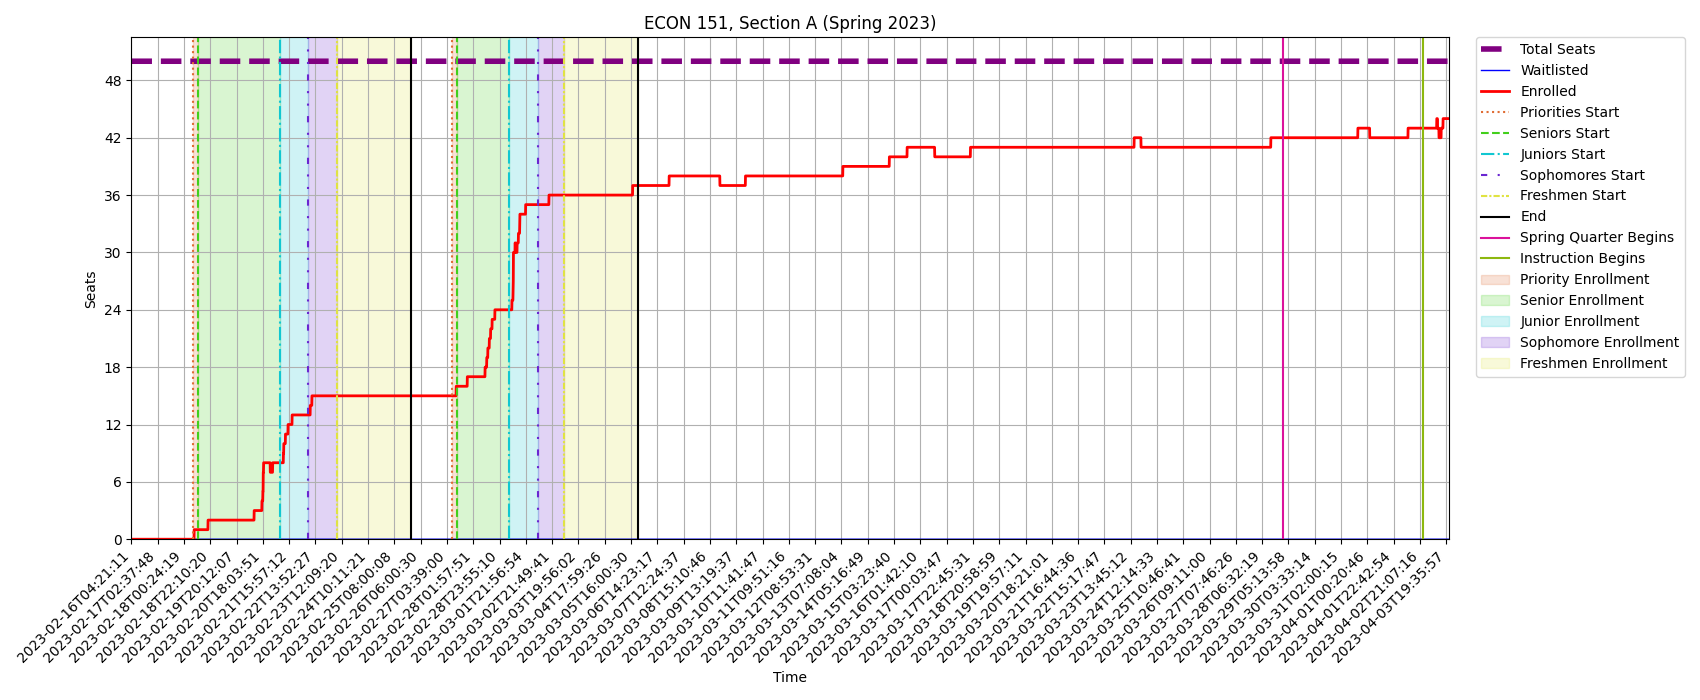 ECON 151, Section A (Spring 2023)
Total Seats
Waitlisted
Enrolled
Priorities Start
Seniors Start
Juniors Start
Sophomores Start
Freshmen Start
End
Spring Quarter Begins
Instruction Begins
Priority Enrollment
Senior Enrollment
Junior Enrollment
Sophomore Enrollment
Freshmen Enrollment
Seats
48
42
36
30
24
18
12
6
0
2023-02-16T04:21:11
2023-02-17T02:37:48
2023-02-18T00:24:19
2023-02-18T22:10:20
2023-02-19T20:12:07
2023-02-20T18:03:51
2023-02-21T15:57:12
2023-02-22T13:52:27
2023-02-23T12:09:20
2023-02-24T10:11:21
2023-02-25T08:00:08
2023-02-26T06:00:30
2023-02-27T03:39:00
2023-02-28T01:57:51
2023-02-28T23:55:10
2023-03-01T21:56:54
2023-03-02T21:49:41
2023-03-03T19:56:02
2023-03-04T17:59:26
2023-03-05T16:00:30
2023-03-06T14:23:17
2023-03-07T12:24:37
2023-03-08T15:10:46
2023-03-09T13:19:37
2023-03-10T11:41:47
2023-03-11T09:51:16
2023-03-12T08:53:31
2023-03-13T07:08:04
2023-03-14T05:16:49
2023-03-15T03:23:40
2023-03-16T01:42:10
2023-03-17T00:03:47
2023-03-17T22:45:31
2023-03-18T20:58:59
2023-03-19T19:57:11
2023-03-20T18:21:01
2023-03-21T16:44:36
2023-03-22T15:17:47
2023-03-23T13:45:12
2023-03-24T12:14:33
2023-03-25T10:46:41
2023-03-26T09:11:00
2023-03-27T07:46:26
2023-03-28T06:32:19
2023-03-29T05:13:58
2023-03-30T03:33:14
2023-03-31T02:00:15
2023-04-01T00:20:46
2023-04-01T22:42:54
2023-04-02T21:07:16
2023-04-03T19:35:57
Time